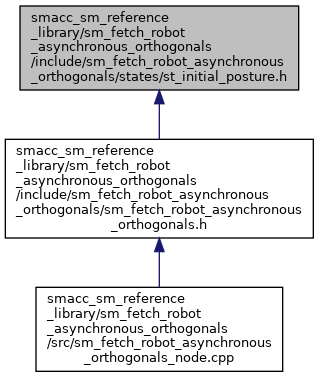 smacc_sm_reference
_library/sm_fetch_robot
_asynchronous_orthogonals
/include/sm_fetch_robot_asynchronous
_orthogonals/states/st_initial_posture.h
smacc_sm_reference
_library/sm_fetch_robot
_asynchronous_orthogonals
/include/sm_fetch_robot_asynchronous
_orthogonals/sm_fetch_robot_asynchronous
_orthogonals.h
smacc_sm_reference
_library/sm_fetch_robot
_asynchronous_orthogonals
/src/sm_fetch_robot_asynchronous
_orthogonals_node.cpp